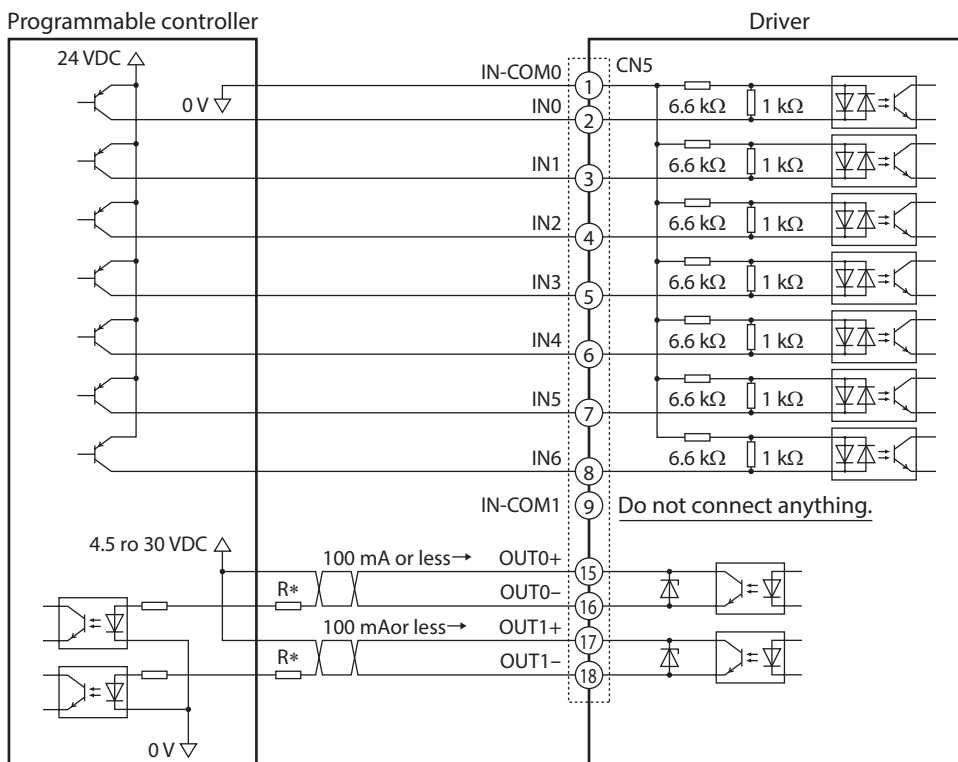 Programmable controller
Driver
24 VDC
IN-COM0
CN5
0 V
1
6.6 kΩ
1 kΩ
IN0
2
IN1
3
6.6 kΩ
1 kΩ
IN2
4
6.6 kΩ
1 kΩ
IN3
5
6.6 kΩ
1 kΩ
IN4
6
6.6 kΩ
1 kΩ
IN5
7
6.6 kΩ
1 kΩ
IN6
8
6.6 kΩ
1 kΩ
IN-COM1
9
Do not connect anything.
4.5 ro 30 VDC
100 mA or less→
OUT0+
15
R*
OUT0−
16
100 mAor less→
OUT1+
17
R*
OUT1−
18
0 V